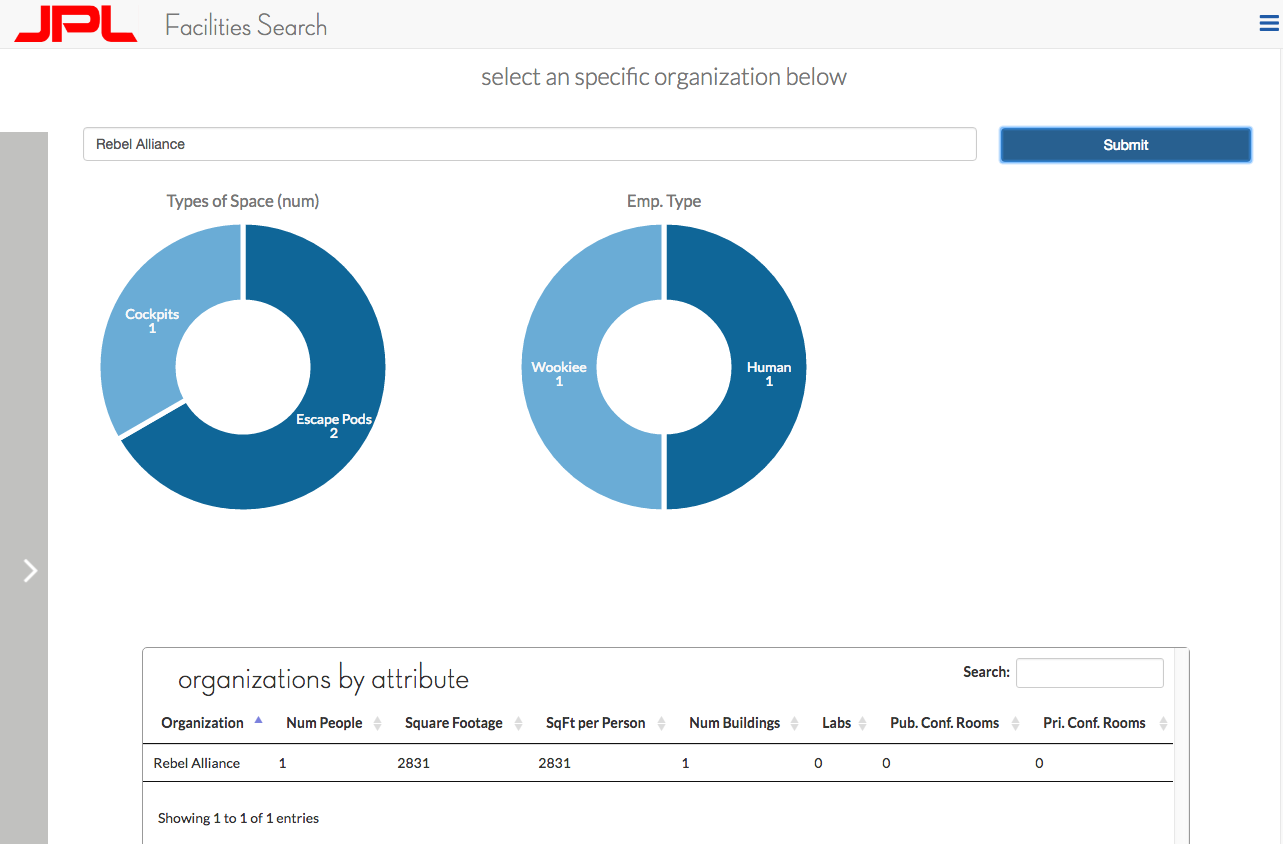 JPL Facilities Search
select an specific organization below
Rebel Alliance
Submit
Types of Space (num)
Cockpits
1
Escape Pods
2
Emp. Type
Wookiee
1
Human
1
organizations by attribute
Search:
Organization Num People Square Footage SqFt per Person Num Buildings Labs Pub. Conf. Rooms Pri. Conf. Rooms
Rebel Alliance 1 2831 2831 1 0 0 0
Showing 1 to 1 of 1 entries